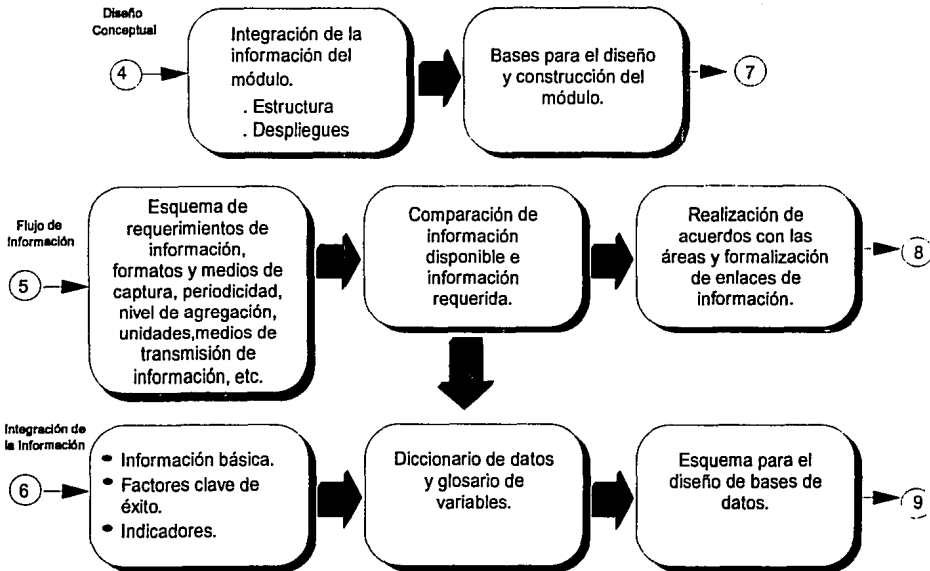 Diseño
Conceptual
4
Integración de la
información del
módulo.
. Estructura
. Despliegues
Bases para el diseño
y construcción del
módulo.
7
Flujo de
Información
5
Esquema de
requerimientos de
información,
formatos y medios de
captura, periodicidad,
nivel de agregación,
unidades,medios de
transmisión de
información, etc.
Comparación de
información
disponible e
información
requerida.
Realización de
acuerdos con las
áreas y formalización
de enlaces de
información.
8
Integración de
la Información
6
• Información básica.
• Factores clave de
éxito.
• Indicadores.
Diccionario de datos
y glosario de
variables.
Esquema para el
diseño de bases de
datos.
9